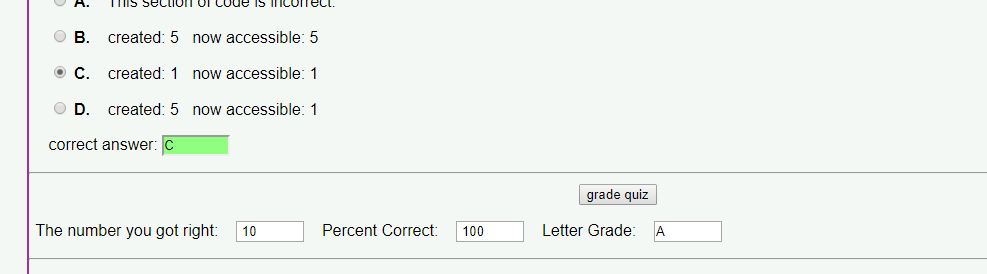 A. This section of code is incorrect.
B. created: 5 now accessible: 5
C. created: 1 now accessible: 1
D. created: 5 now accessible: 1
correct answer: C
grade quiz
The number you got right: 10 Percent Correct: 100 Letter Grade: A